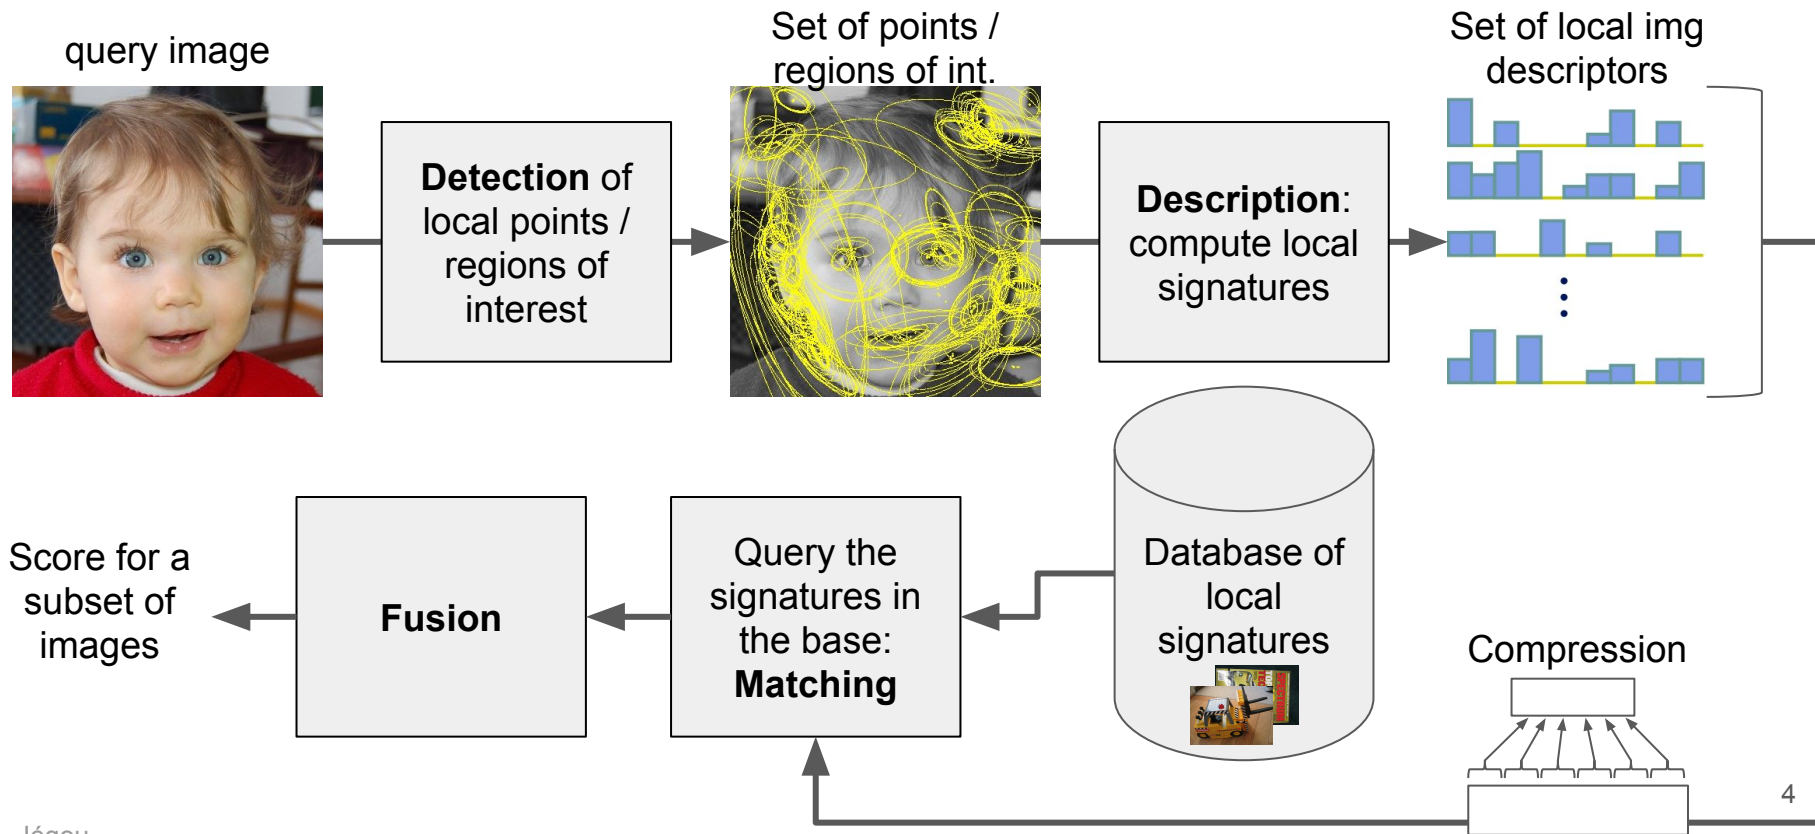 query image
Set of points /
regions of int.
Set of local img
descriptors
Detection of
local points /
regions of
interest
Description:
compute local
signatures
Score for a
subset of
images
Fusion
Query the
signatures in
the base:
Matching
Database of
local
signatures
Compression
4